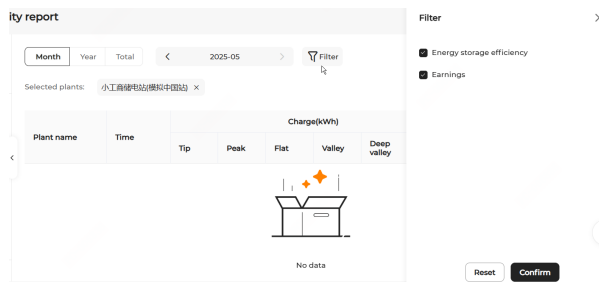 ity report
Month Year Total < 2025-05 > Filter
Selected plants: 小工商储电站(模拟中国站) ×
Plant name Time Charge(kWh)
Tip Peak Flat Valley Deep valley
No data
Filter
Energy storage efficiency
Earnings
Reset Confirm